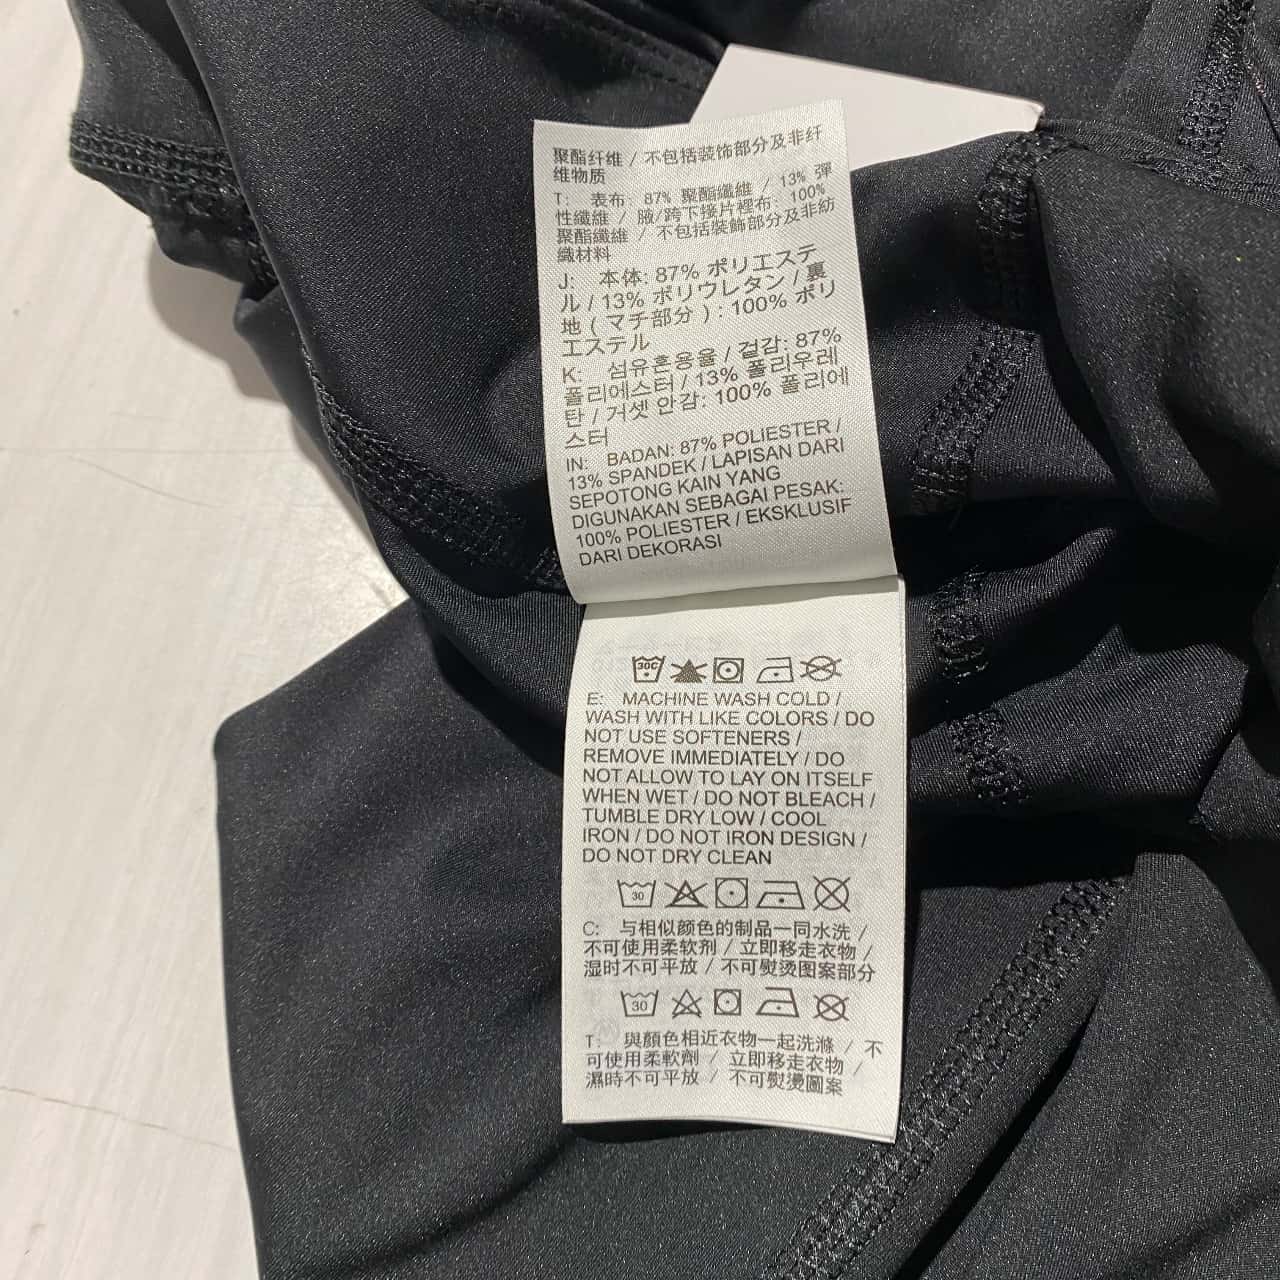 聚酯纤维 / 不包括装饰部分及非纤
维物质
T: 表布: 87% 聚酯纖維 / 13% 彈
性纖維 / 腋/跨下接片裡布: 100%
聚酯纖維 / 不包括裝飾部分及非紡
織材料
J: 本体: 87% ポリエステ
ル / 13% ポリウレタン / 裏
地 ( マチ部分 ) : 100% ポリ
エステル
K: 섬유혼용율 / 겉감: 87%
폴리에스터 / 13% 폴리우레
탄 / 거셋 안감: 100% 폴리에
스터
IN: BADAN: 87% POLIESTER /
13% SPANDEK / LAPISAN DARI
SEPOTONG KAIN YANG
DIGUNAKAN SEBAGAI PESAK:
100% POLIESTER / EKSKLUSIF
DARI DEKORASI
30C
E: MACHINE WASH COLD /
WASH WITH LIKE COLORS / DO
NOT USE SOFTENERS /
REMOVE IMMEDIATELY / DO
NOT ALLOW TO LAY ON ITSELF
WHEN WET / DO NOT BLEACH /
TUMBLE DRY LOW / COOL
IRON / DO NOT IRON DESIGN /
DO NOT DRY CLEAN
30
C: 与相似颜色的制品一同水洗 /
不可使用柔软剂 / 立即移走衣物 /
湿时不可平放 / 不可熨烫图案部分
30
T: 與顏色相近衣物一起洗滌 / 不
可使用柔軟劑 / 立即移走衣物 /
濕時不可平放 / 不可熨燙圖案